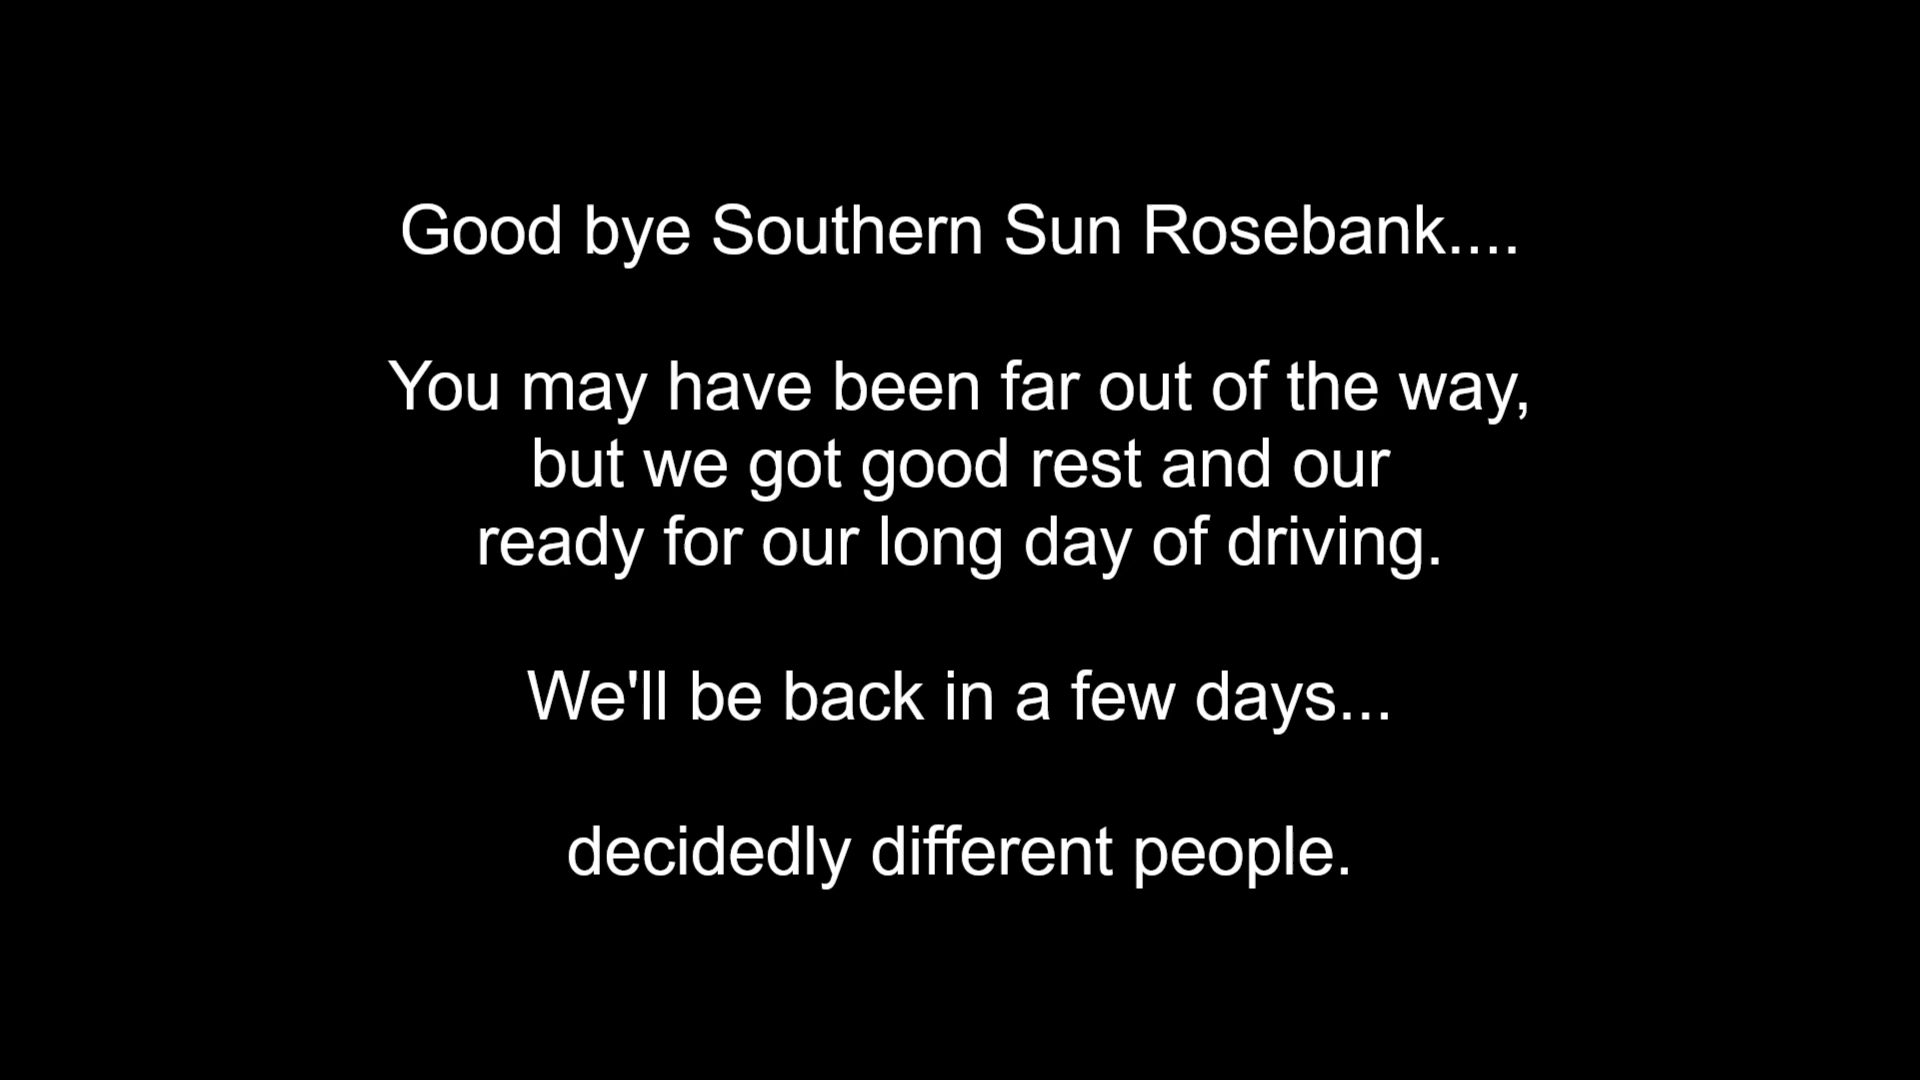 Good bye Southern Sun Rosebank....
You may have been far out of the way,
but we got good rest and our
ready for our long day of driving.
We'll be back in a few days...
decidedly different people.